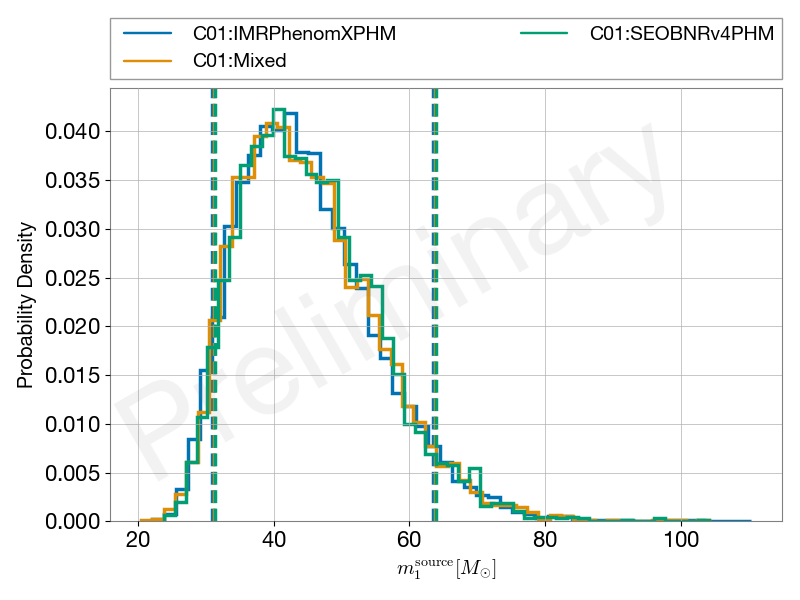 C01:IMRPhenomXPHM
C01:Mixed
C01:SEOBNRv4PHM
Probability Density
0.040
0.035
0.030
0.025
0.020
0.015
0.010
0.005
0.000
Preliminary
20 40 60 80 100
m₁^source [M⊙]